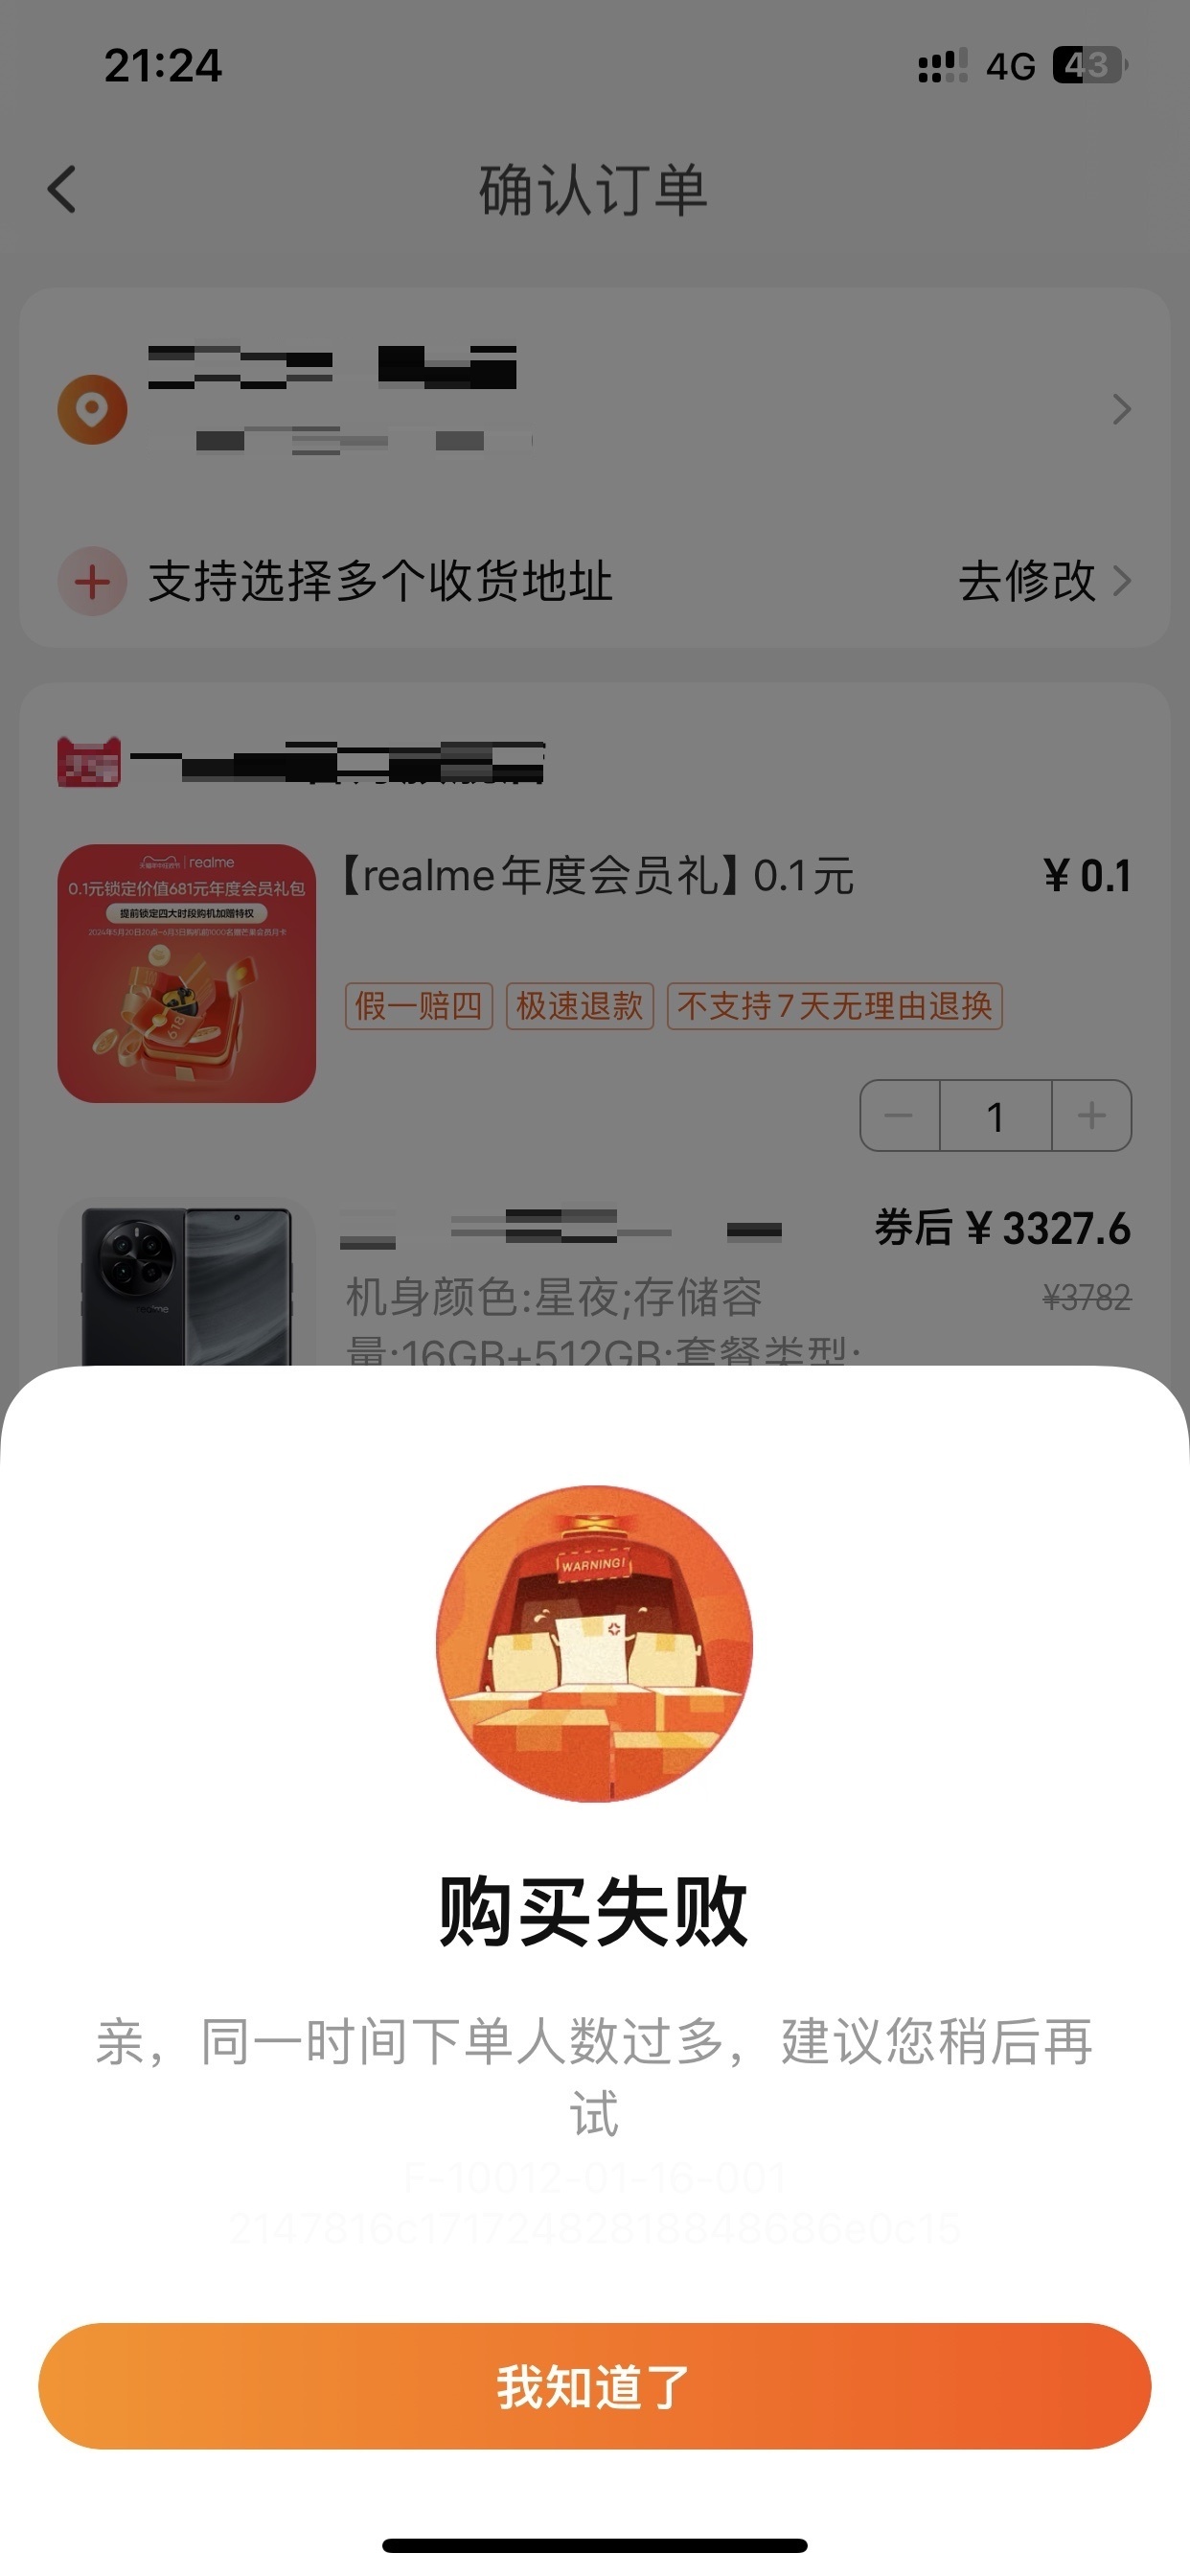 21:24
4G
43
确认订单
支持选择多个收货地址
去修改
realme
0.1元锁定价值681元年度会员礼包
提前锁定四大时段购机加赠特权
618
【realme年度会员礼】0.1元
¥0.1
假一赔四
极速退款
不支持7天无理由退换
1
realme
券后 ¥3327.6
¥3782
机身颜色:星夜;存储容
量:16GB+512GB;套餐类型:
WARNING!
购买失败
亲，同一时间下单人数过多，建议您稍后再
试
F-10012-01-16-001
2147816c17172482818848686e0c15
我知道了